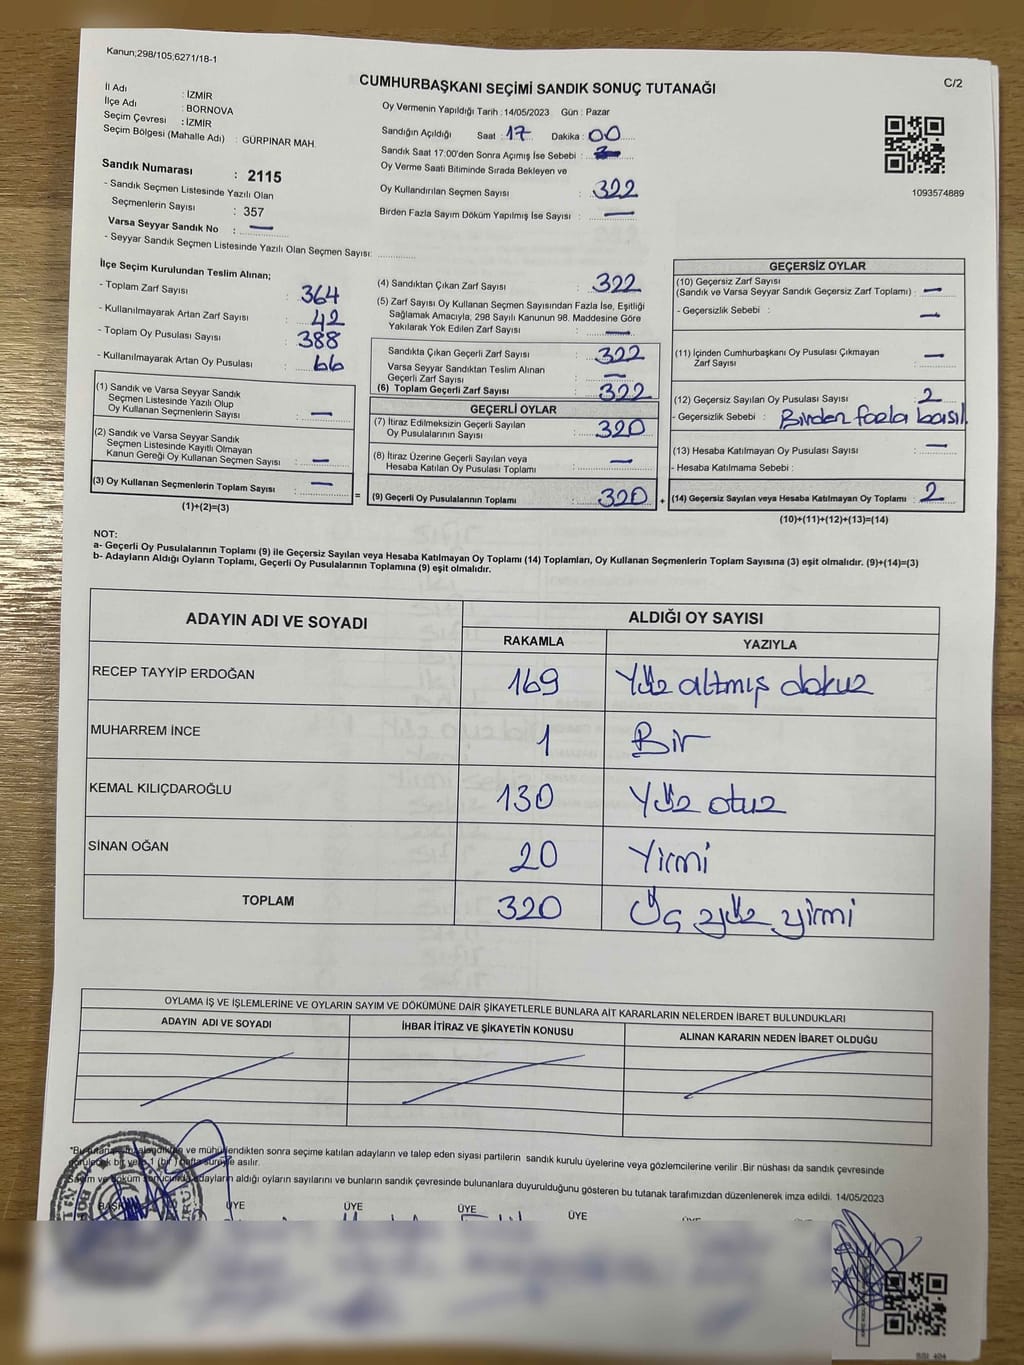 Kanun;298/105,6271/18-1
C/2
CUMHURBAŞKANI SEÇİMİ SANDIK SONUÇ TUTANAĞI
İl Adı : İZMİR
İlçe Adı : BORNOVA
Seçim Çevresi : İZMİR
Seçim Bölgesi (Mahalle Adı) : GÜRPINAR MAH.
Sandık Numarası : 2115
- Sandık Seçmen Listesinde Yazılı Olan
Seçmenlerin Sayısı : 357
Varsa Seyyar Sandık No : —
- Seyyar Sandık Seçmen Listesinde Yazılı Olan Seçmen Sayısı:
Oy Vermenin Yapıldığı Tarih : 14/05/2023 Gün : Pazar
Sandığın Açıldığı Saat : 17 Dakika : 00
Sandık Saat 17:00'den Sonra Açımış İse Sebebi :
Oy Verme Saati Bitiminde Sırada Bekleyen ve
Oy Kullandırılan Seçmen Sayısı : 322
Birden Fazla Sayım Döküm Yapılmış İse Sayısı : —
1093574889
İlçe Seçim Kurulundan Teslim Alınan;
- Toplam Zarf Sayısı : 364
- Kullanılmayarak Artan Zarf Sayısı : 42
- Toplam Oy Pusulası Sayısı : 388
- Kullanılmayarak Artan Oy Pusulası : 66
(1) Sandık ve Varsa Seyyar Sandık
Seçmen Listesinde Yazılı Olup
Oy Kullanan Seçmenlerin Sayısı : —
(2) Sandık ve Varsa Seyyar Sandık
Seçmen Listesinde Kayıtlı Olmayan
Kanun Gereği Oy Kullanan Seçmen Sayısı : —
(3) Oy Kullanan Seçmenlerin Toplam Sayısı : —
(1)+(2)=(3)
(4) Sandıktan Çıkan Zarf Sayısı : 322
(5) Zarf Sayısı Oy Kullanan Seçmen Sayısından Fazla İse, Eşitliği
Sağlamak Amacıyla; 298 Sayılı Kanunun 98. Maddesine Göre
Yakılarak Yok Edilen Zarf Sayısı : —
Sandıkta Çıkan Geçerli Zarf Sayısı : 322
Varsa Seyyar Sandıktan Teslim Alınan
Geçerli Zarf Sayısı : —
(6) Toplam Geçerli Zarf Sayısı : 322
GEÇERLİ OYLAR
(7) İtiraz Edilmeksizin Geçerli Sayılan
Oy Pusulalarının Sayısı : 320
(8) İtiraz Üzerine Geçerli Sayılan veya
Hesaba Katılan Oy Pusulası Toplamı : —
= (9) Geçerli Oy Pusulalarının Toplamı : 320 +
GEÇERSİZ OYLAR
(10) Geçersiz Zarf Sayısı
(Sandık ve Varsa Seyyar Sandık Geçersiz Zarf Toplamı) : —
- Geçersizlik Sebebi : —
(11) İçinden Cumhurbaşkanı Oy Pusulası Çıkmayan
Zarf Sayısı : —
(12) Geçersiz Sayılan Oy Pusulası Sayısı : 2
- Geçersizlik Sebebi : Birden fazla basıl.
(13) Hesaba Katılmayan Oy Pusulası Sayısı : —
- Hesaba Katılmama Sebebi :
(14) Geçersiz Sayılan veya Hesaba Katılmayan Oy Toplamı : 2
(10)+(11)+(12)+(13)=(14)
NOT:
a- Geçerli Oy Pusulalarının Toplamı (9) ile Geçersiz Sayılan veya Hesaba Katılmayan Oy Toplamı (14) Toplamları, Oy Kullanan Seçmenlerin Toplam Sayısına (3) eşit olmalıdır. (9)+(14)=(3)
b- Adayların Aldığı Oyların Toplamı, Geçerli Oy Pusulalarının Toplamına (9) eşit olmalıdır.
ADAYIN ADI VE SOYADI ALDIĞI OY SAYISI
RAKAMLA YAZIYLA
RECEP TAYYİP ERDOĞAN 169 Yüz altmış dokuz
MUHARREM İNCE 1 Bir
KEMAL KILIÇDAROĞLU 130 Yüz otuz
SİNAN OĞAN 20 Yirmi
TOPLAM 320 Üç yüz yirmi
OYLAMA İŞ VE İŞLEMLERİNE VE OYLARIN SAYIM VE DÖKÜMÜNE DAİR ŞİKAYETLERLE BUNLARA AİT KARARLARIN NELERDEN İBARET BULUNDUKLARI
ADAYIN ADI VE SOYADI İHBAR İTİRAZ VE ŞİKAYETİN KONUSU ALINAN KARARIN NEDEN İBARET OLDUĞU
ve mühürlendikten sonra seçime katılan adayların ve talep eden siyasi partilerin sandık kurulu üyelerine veya gözlemcilerine verilir .Bir nüshası da sandık çevresinde
bir asılır.
adayların aldığı oyların sayılarını ve bunların sandık çevresinde bulunanlara duyurulduğunu gösteren bu tutanak tarafımızdan düzenlenerek imza edildi. 14/05/2023
ÜYE ÜYE ÜYE ÜYE